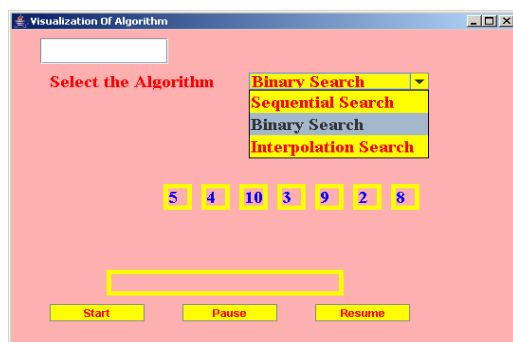 Visualization Of Algorithm
Select the Algorithm Binary Search
Sequential Search
Binary Search
Interpolation Search
5 4 10 3 9 2 8
Start Pause Resume